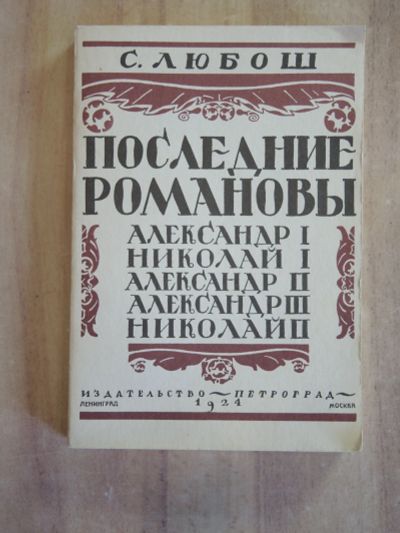 С. ЛЮБОШ
ПОСЛЕДНИЕ
РОМАНОВЫ
АЛЕКСАНДР I
НИКОЛАЙ I
АЛЕКСАНДР II
АЛЕКСАНДР III
НИКОЛАЙ II
ИЗДАТЕЛЬСТВО ~ ПЕТРОГРАД ~
ЛЕНИНГРАД 1924 МОСКВА